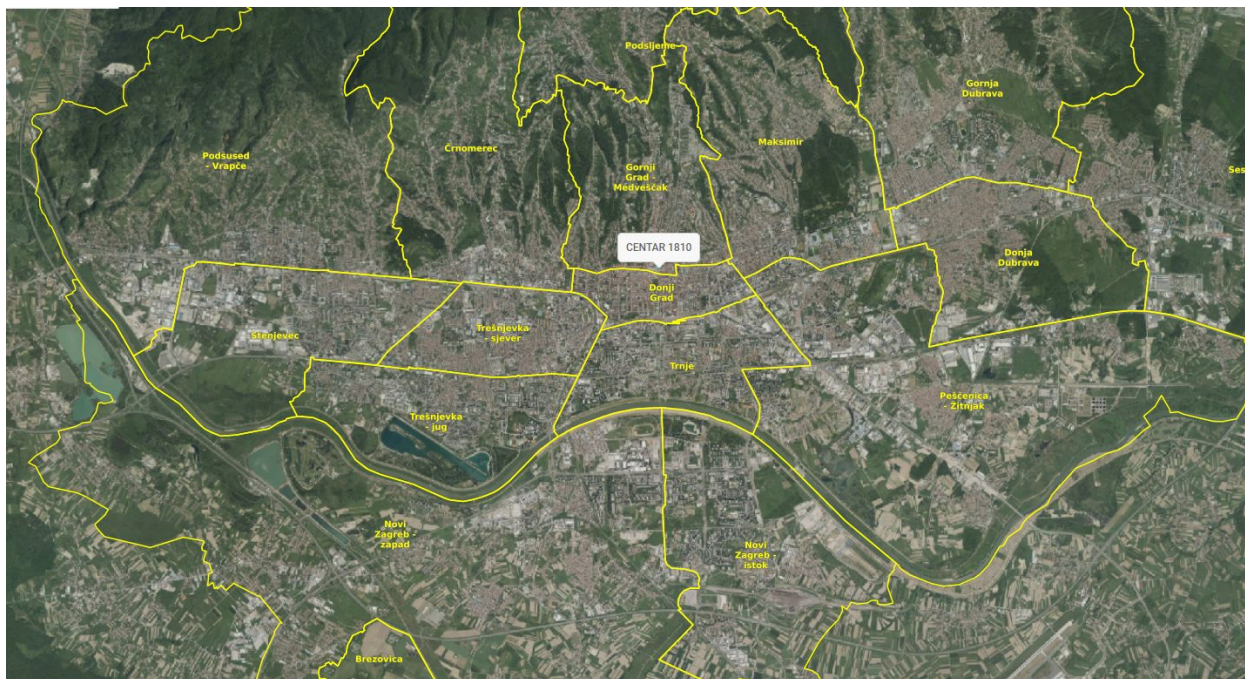 Podsljeme
Gornja
Dubrava
Maksimir
Črnomerec
Podsused
- Vrapče
Gornji
Grad -
Medveščak
Ses
CENTAR 1810
Donja
Dubrava
Donji
Grad
Stenjevec
Trešnjevka
- sjever
Trnje
Peščenica
- Žitnjak
Trešnjevka
- jug
Novi
Zagreb -
zapad
Novi
Zagreb -
istok
Brezovica